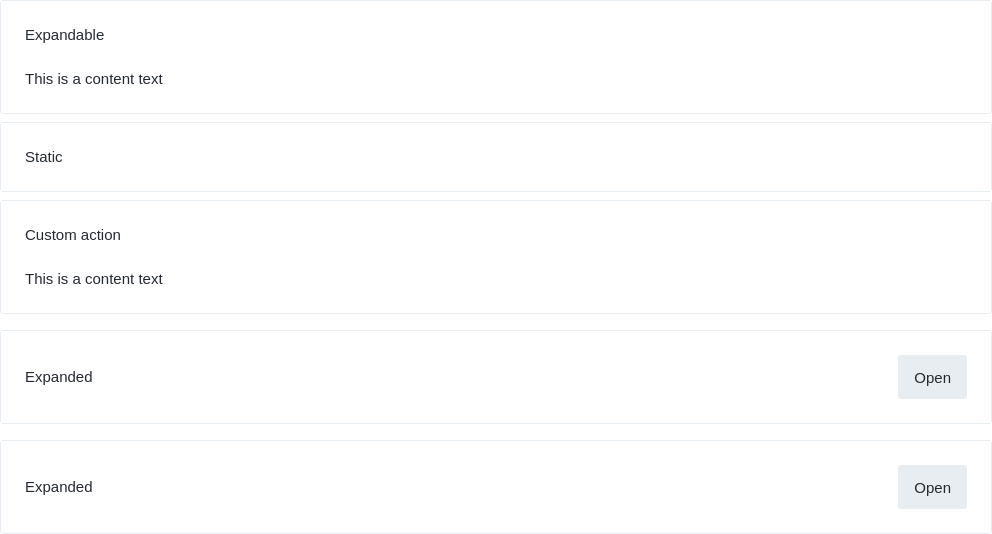 Expandable
This is a content text
Static
Custom action
This is a content text
Expanded
Open
Expanded
Open